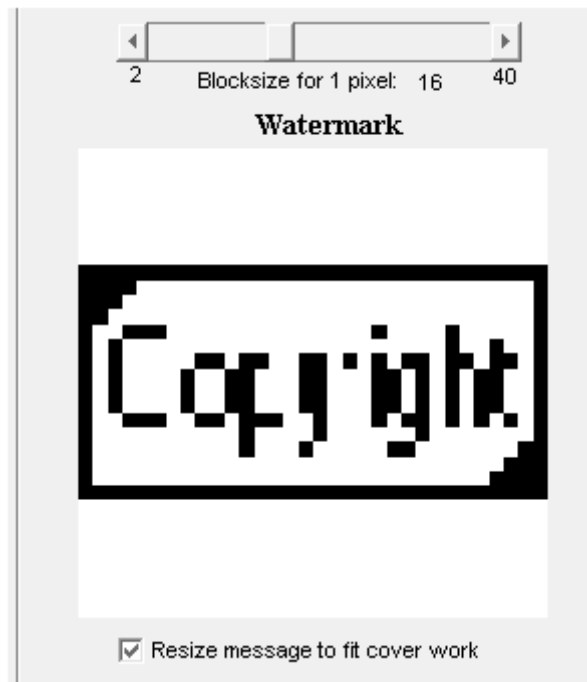 2 Blocksize for 1 pixel: 16 40
Watermark
Copyright
Resize message to fit cover work